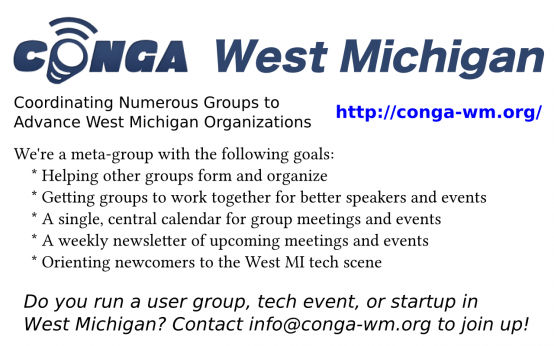 CONGA West Michigan
Coordinating Numerous Groups to
Advance West Michigan Organizations
http://conga-wm.org/
We're a meta-group with the following goals:
* Helping other groups form and organize
* Getting groups to work together for better speakers and events
* A single, central calendar for group meetings and events
* A weekly newsletter of upcoming meetings and events
* Orienting newcomers to the West MI tech scene
Do you run a user group, tech event, or startup in
West Michigan? Contact info@conga-wm.org to join up!